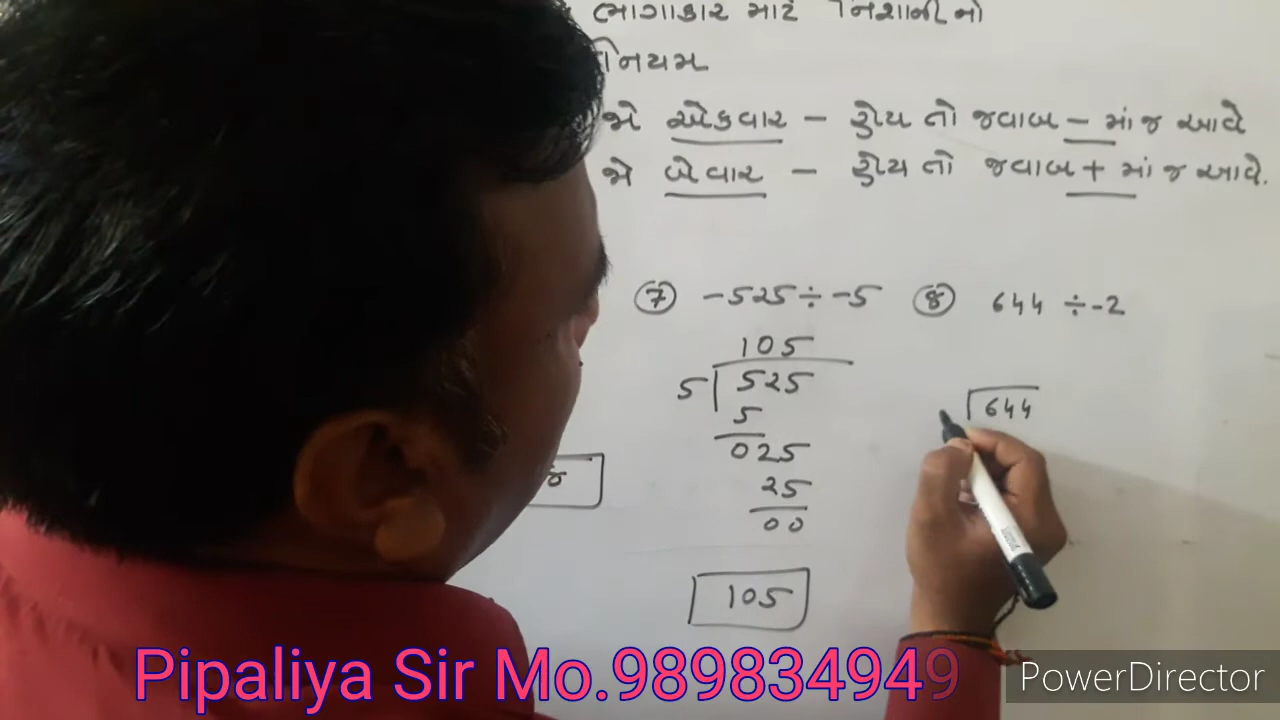 ભાગાકાર માટે નિશાનીનો
નિયમ
જો એકવાર - હોય તો જવાબ - માં જ આવે
જો બેવાર - હોય તો જવાબ + માં જ આવે.
7 -525 ÷ -5
105
5 525
5
025
25
00
105
8 644 ÷ -2
644
Pipaliya Sir Mo.989834949
PowerDirector